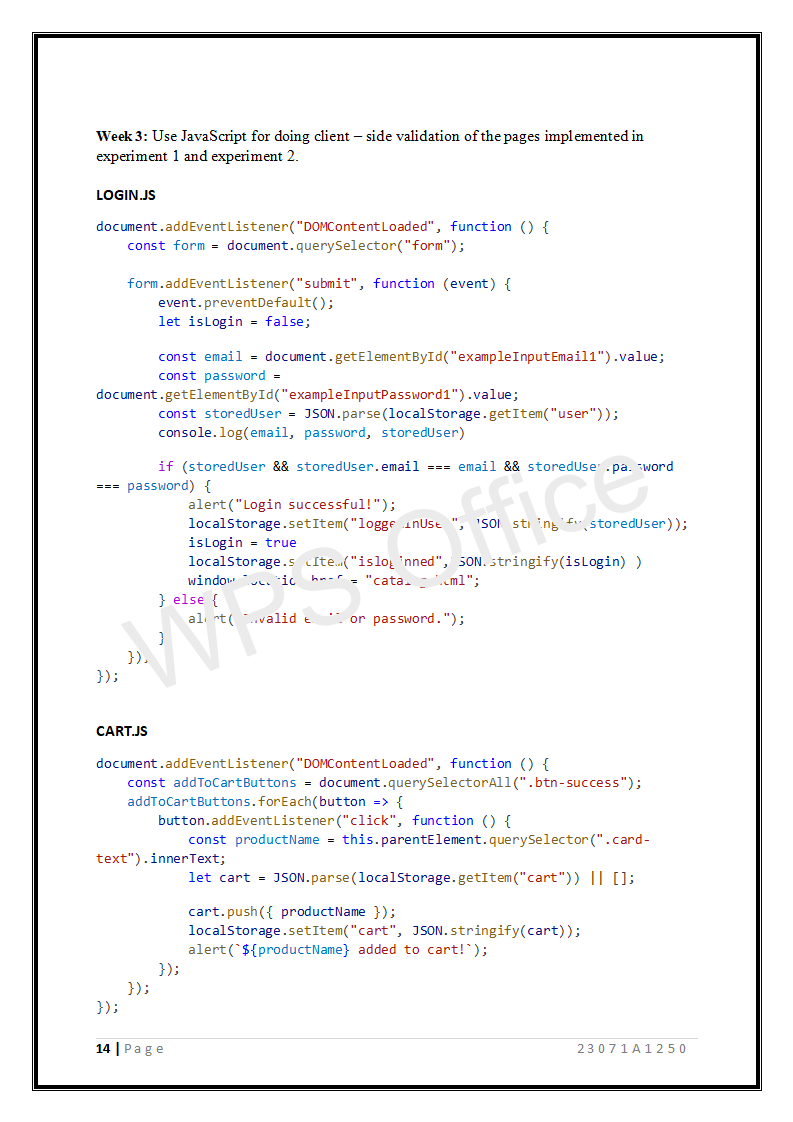 Week 3: Use JavaScript for doing client – side validation of the pages implemented in
experiment 1 and experiment 2.
LOGIN.JS
document.addEventListener("DOMContentLoaded", function () {
    const form = document.querySelector("form");
    form.addEventListener("submit", function (event) {
        event.preventDefault();
        let isLogin = false;
        const email = document.getElementById("exampleInputEmail1").value;
        const password =
document.getElementById("exampleInputPassword1").value;
        const storedUser = JSON.parse(localStorage.getItem("user"));
        console.log(email, password, storedUser)
        if (storedUser && storedUser.email === email && storedUser.password
=== password) {
            alert("Login successful!");
            localStorage.setItem("loggedinUser", JSON.stringify(storedUser));
            isLogin = true
            localStorage.setItem("isloginned",JSON.stringify(isLogin) )
            window.location.href = "catalog.html";
        } else {
            alert("Invalid email or password.");
        }
    });
});
WPS Office
CART.JS
document.addEventListener("DOMContentLoaded", function () {
    const addToCartButtons = document.querySelectorAll(".btn-success");
    addToCartButtons.forEach(button => {
        button.addEventListener("click", function () {
            const productName = this.parentElement.querySelector(".card-
text").innerText;
            let cart = JSON.parse(localStorage.getItem("cart")) || [];
            cart.push({ productName });
            localStorage.setItem("cart", JSON.stringify(cart));
            alert(`${productName} added to cart!`);
        });
    });
});
14 | Page 23071A1250